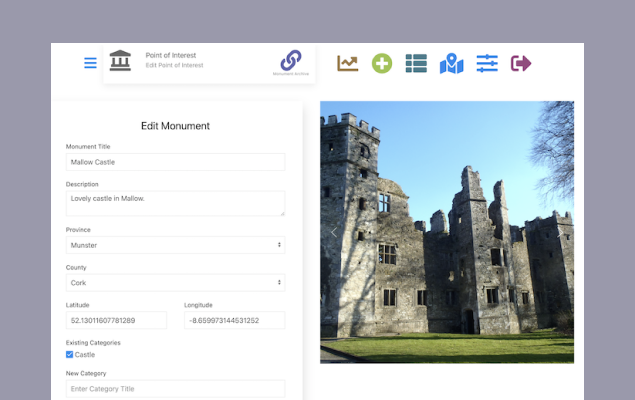 Point of Interest
Edit Point of Interest
Monument Archive
Edit Monument
Monument Title
Mallow Castle
Description
Lovely castle in Mallow.
Province
Munster
County
Cork
Latitude
Longitude
52.13011607781289
-8.659973144531252
Existing Categories
Castle
New Category
Enter Category Title